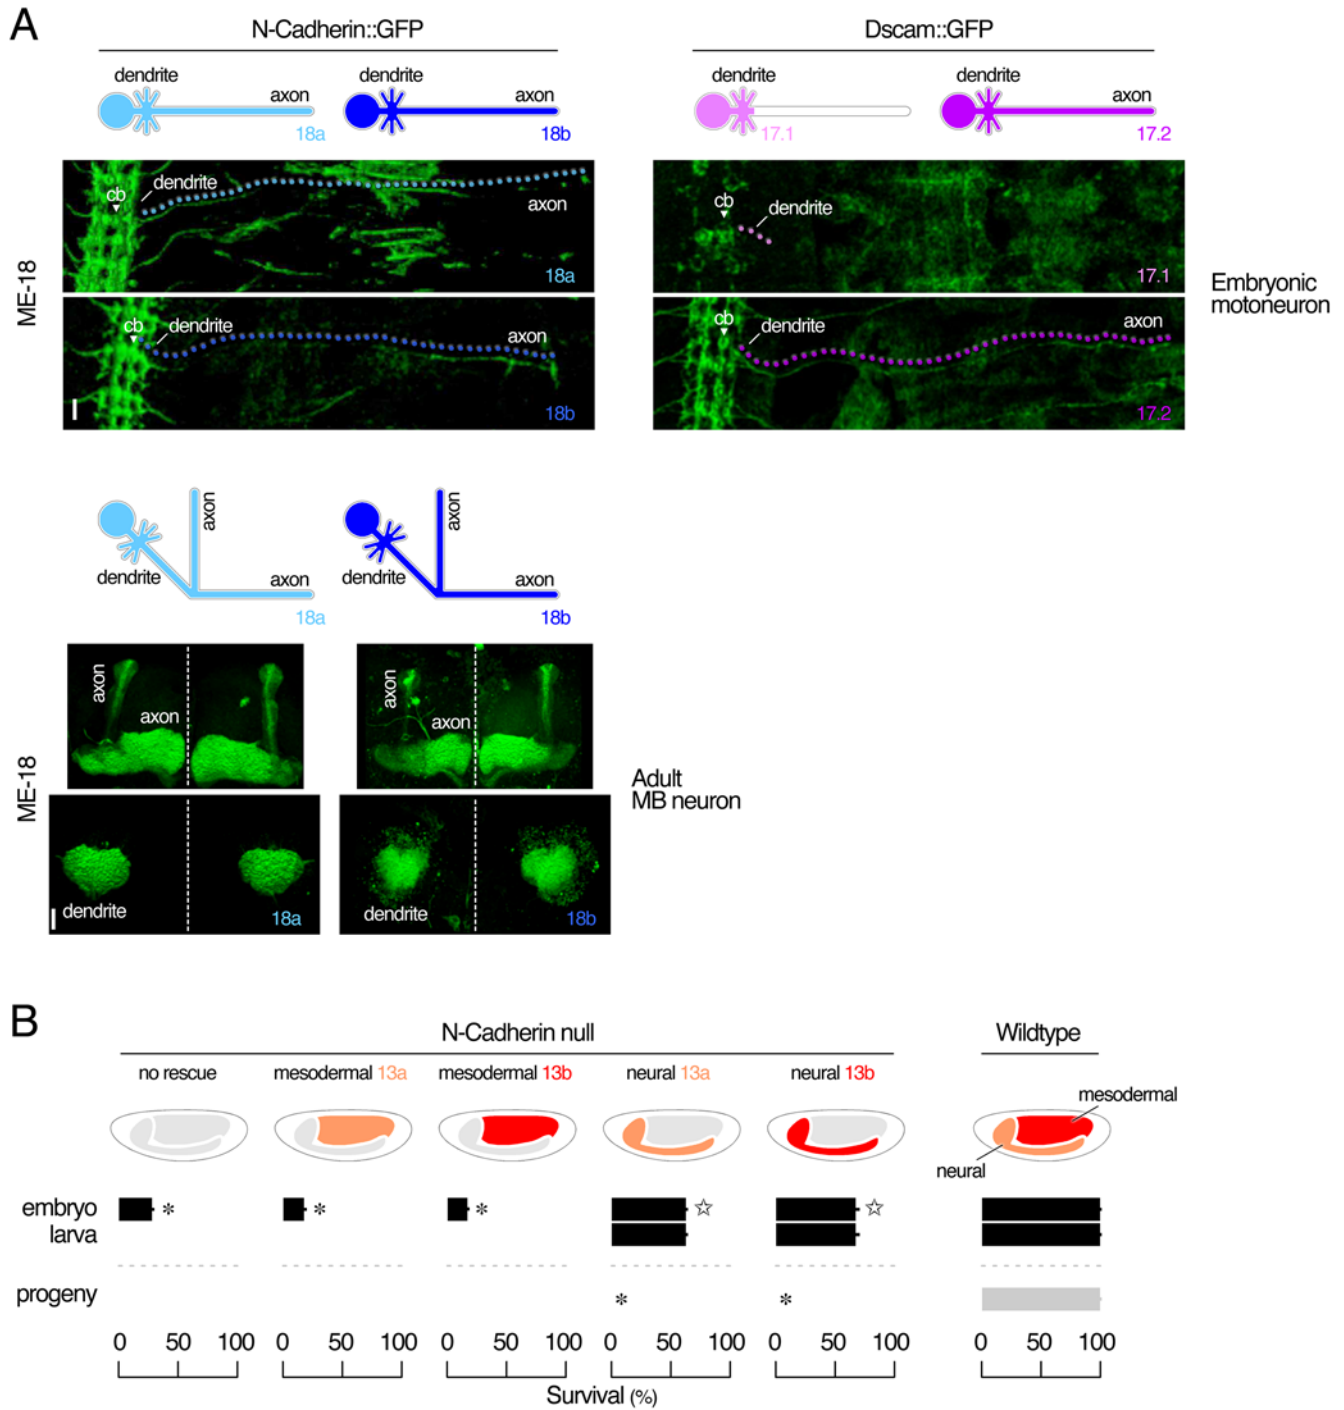 A
N-Cadherin::GFP
Dscam::GFP
dendrite
axon
18a
dendrite
axon
18b
dendrite
17.1
dendrite
axon
17.2
ME-18
cb
dendrite
axon
18a
cb
dendrite
axon
18b
cb
dendrite
17.1
cb
dendrite
axon
17.2
Embryonic
motoneuron
axon
dendrite
axon
18a
axon
dendrite
axon
18b
ME-18
axon
axon
axon
axon
dendrite
18a
dendrite
18b
Adult
MB neuron
B
N-Cadherin null
Wildtype
no rescue
mesodermal 13a
mesodermal 13b
neural 13a
neural 13b
mesodermal
neural
embryo
* * * ☆ ☆
larva
progeny
* *
0 50 100
0 50 100
0 50 100
0 50 100
0 50 100
0 50 100
Survival (%)